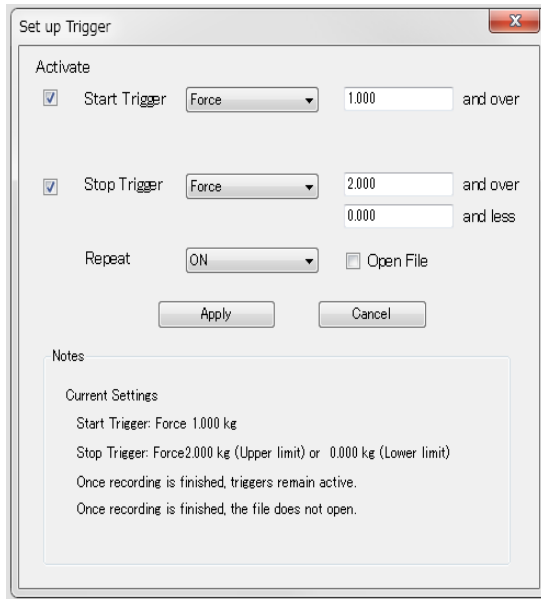 Set up Trigger
Activate
Start Trigger Force 1.000 and over
Stop Trigger Force 2.000 and over
0.000 and less
Repeat ON Open File
Apply Cancel
Notes
Current Settings
Start Trigger: Force 1.000 kg
Stop Trigger: Force2.000 kg (Upper limit) or 0.000 kg (Lower limit)
Once recording is finished, triggers remain active.
Once recording is finished, the file does not open.